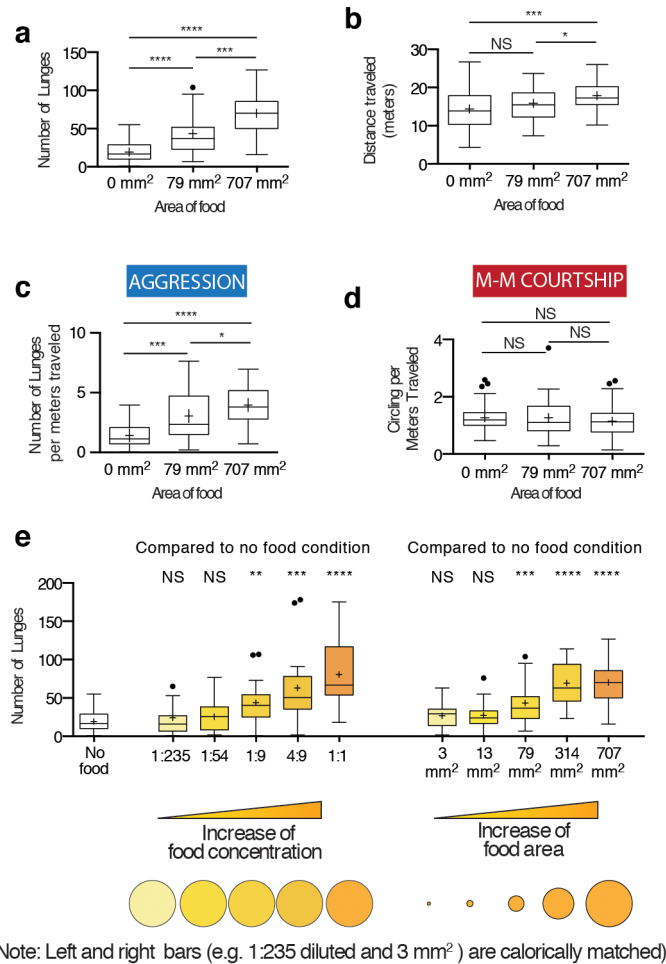 a
Number of Lunges
150
100
50
0
****
****
***
0 mm²
79 mm²
707 mm²
Area of food
b
Distance traveled
(meters)
30
20
10
0
***
NS
*
0 mm²
79 mm²
707 mm²
Area of food
c
AGGRESSION
Number of Lunges
per meters traveled
10
5
0
****
***
*
0 mm²
79 mm²
707 mm²
Area of food
d
M-M COURTSHIP
Circling per
Meters Traveled
4
2
0
NS
NS
NS
0 mm²
79 mm²
707 mm²
Area of food
e
Number of Lunges
200
150
100
50
0
Compared to no food condition
NS
NS
**
***
****
No
food
1:235
1:54
1:9
4:9
1:1
Increase of
food concentration
Compared to no food condition
NS
NS
***
****
****
3
mm²
13
mm²
79
mm²
314
mm²
707
mm²
Increase of
food area
Note: Left and right bars (e.g. 1:235 diluted and 3 mm² ) are calorically matched)